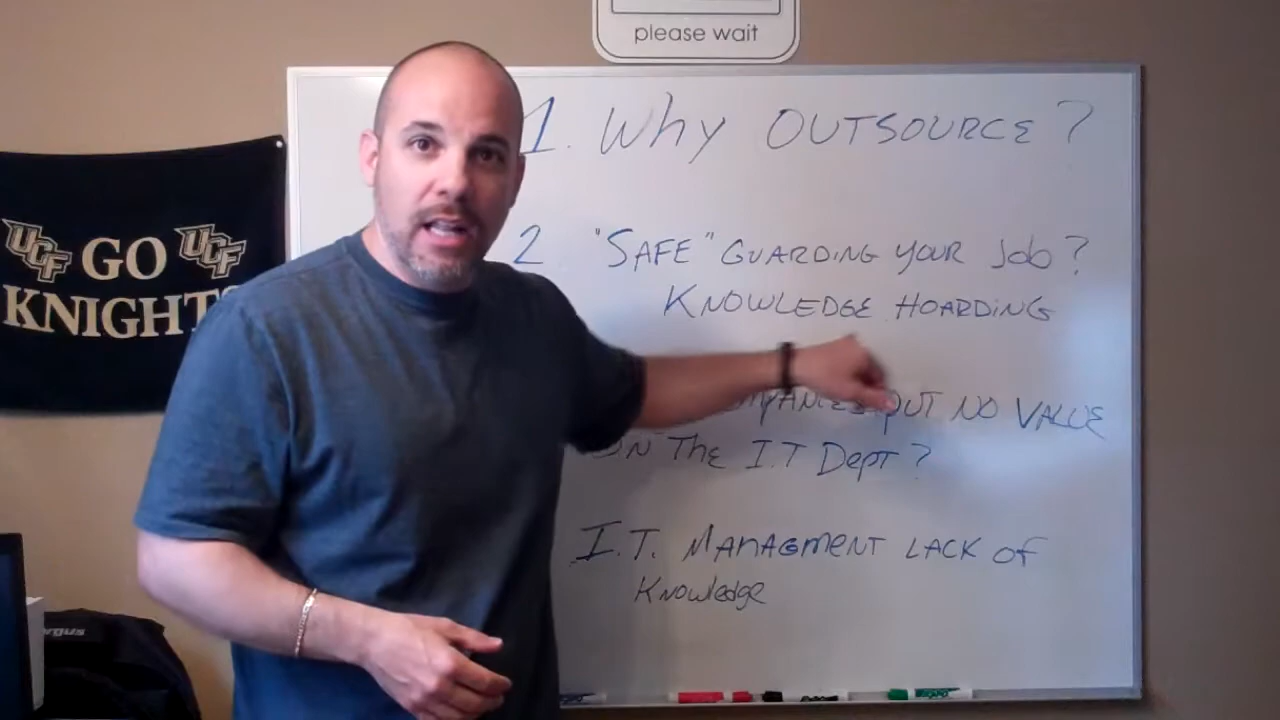 please wait
1. Why OUTSOURCE?
2 "SAFE" GUARDING YOUR Job?
KNOWLEDGE HOARDING
PUT NO VALUE
ON THE I.T Dept?
I.T. MANAGMENT LACK OF
Knowledge
UCF GO UCF
KNIGHTS